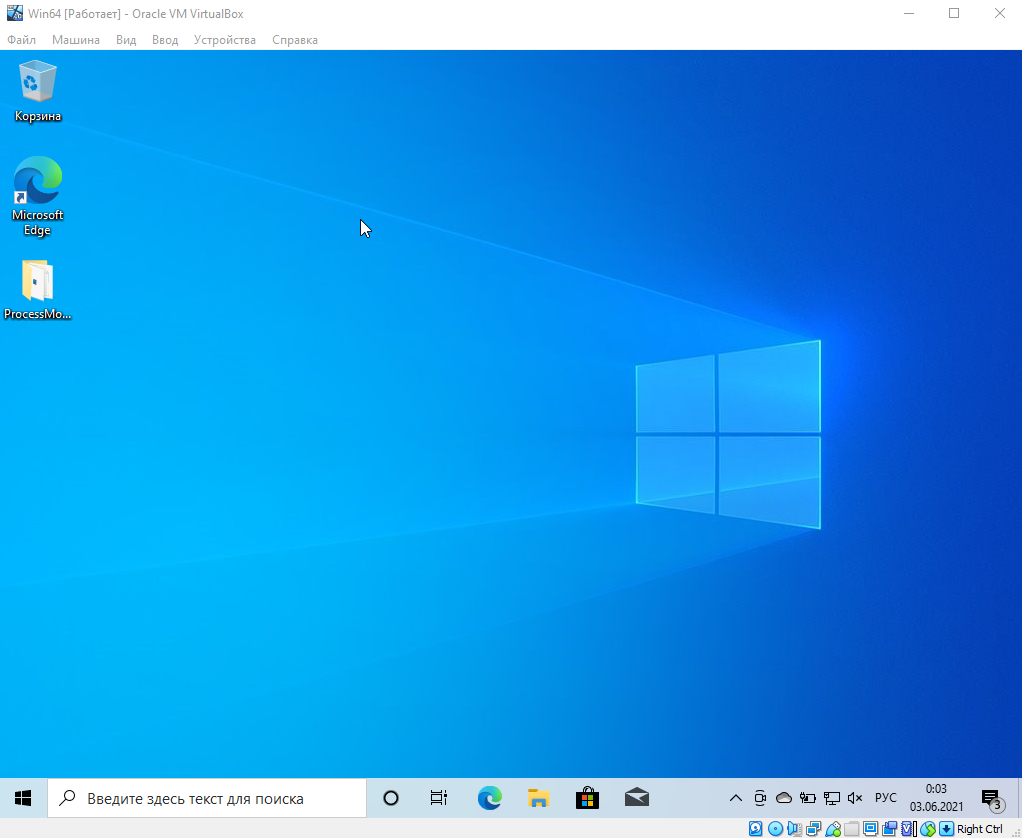 Win64 [Работает] - Oracle VM VirtualBox
Файл Машина Вид Ввод Устройства Справка
Корзина
Microsoft
Edge
ProcessMo...
Введите здесь текст для поиска
РУС
0:03
03.06.2021
3
Right Ctrl